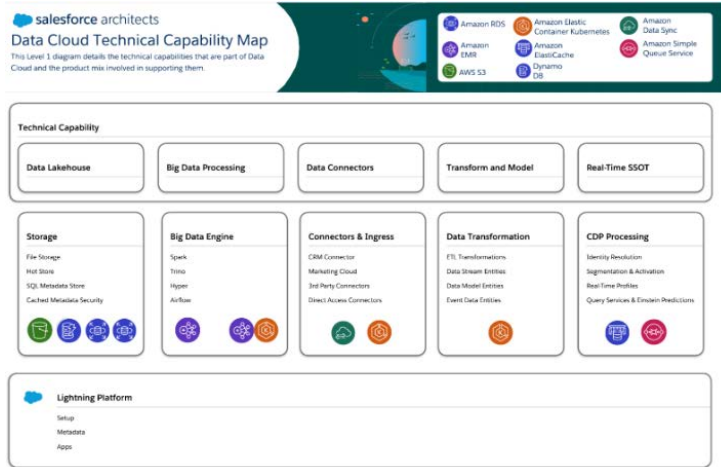 salesforce architects
Data Cloud Technical Capability Map
This Level 1 diagram details the technical capabilities that are part of Data
Cloud and the product mix involved in supporting them.
Amazon RDS
Amazon Elastic
Container Kubernetes
Amazon
Data Sync
Amazon
EMR
Amazon
ElastiCache
Amazon Simple
Queue Service
AWS S3
Dynamo
DB
Technical Capability
Data Lakehouse
Big Data Processing
Data Connectors
Transform and Model
Real-Time SSOT
Storage
File Storage
Hot Store
SQL Metadata Store
Cached Metadata Security
Big Data Engine
Spark
Trino
Hyper
Airflow
Connectors & Ingress
CRM Connector
Marketing Cloud
3rd Party Connectors
Direct Access Connectors
Data Transformation
ETL Transformations
Data Stream Entities
Data Model Entities
Event Data Entities
CDP Processing
Identity Resolution
Segmentation & Activation
Real-Time Profiles
Query Services & Einstein Predictions
Lightning Platform
Setup
Metadata
Apps